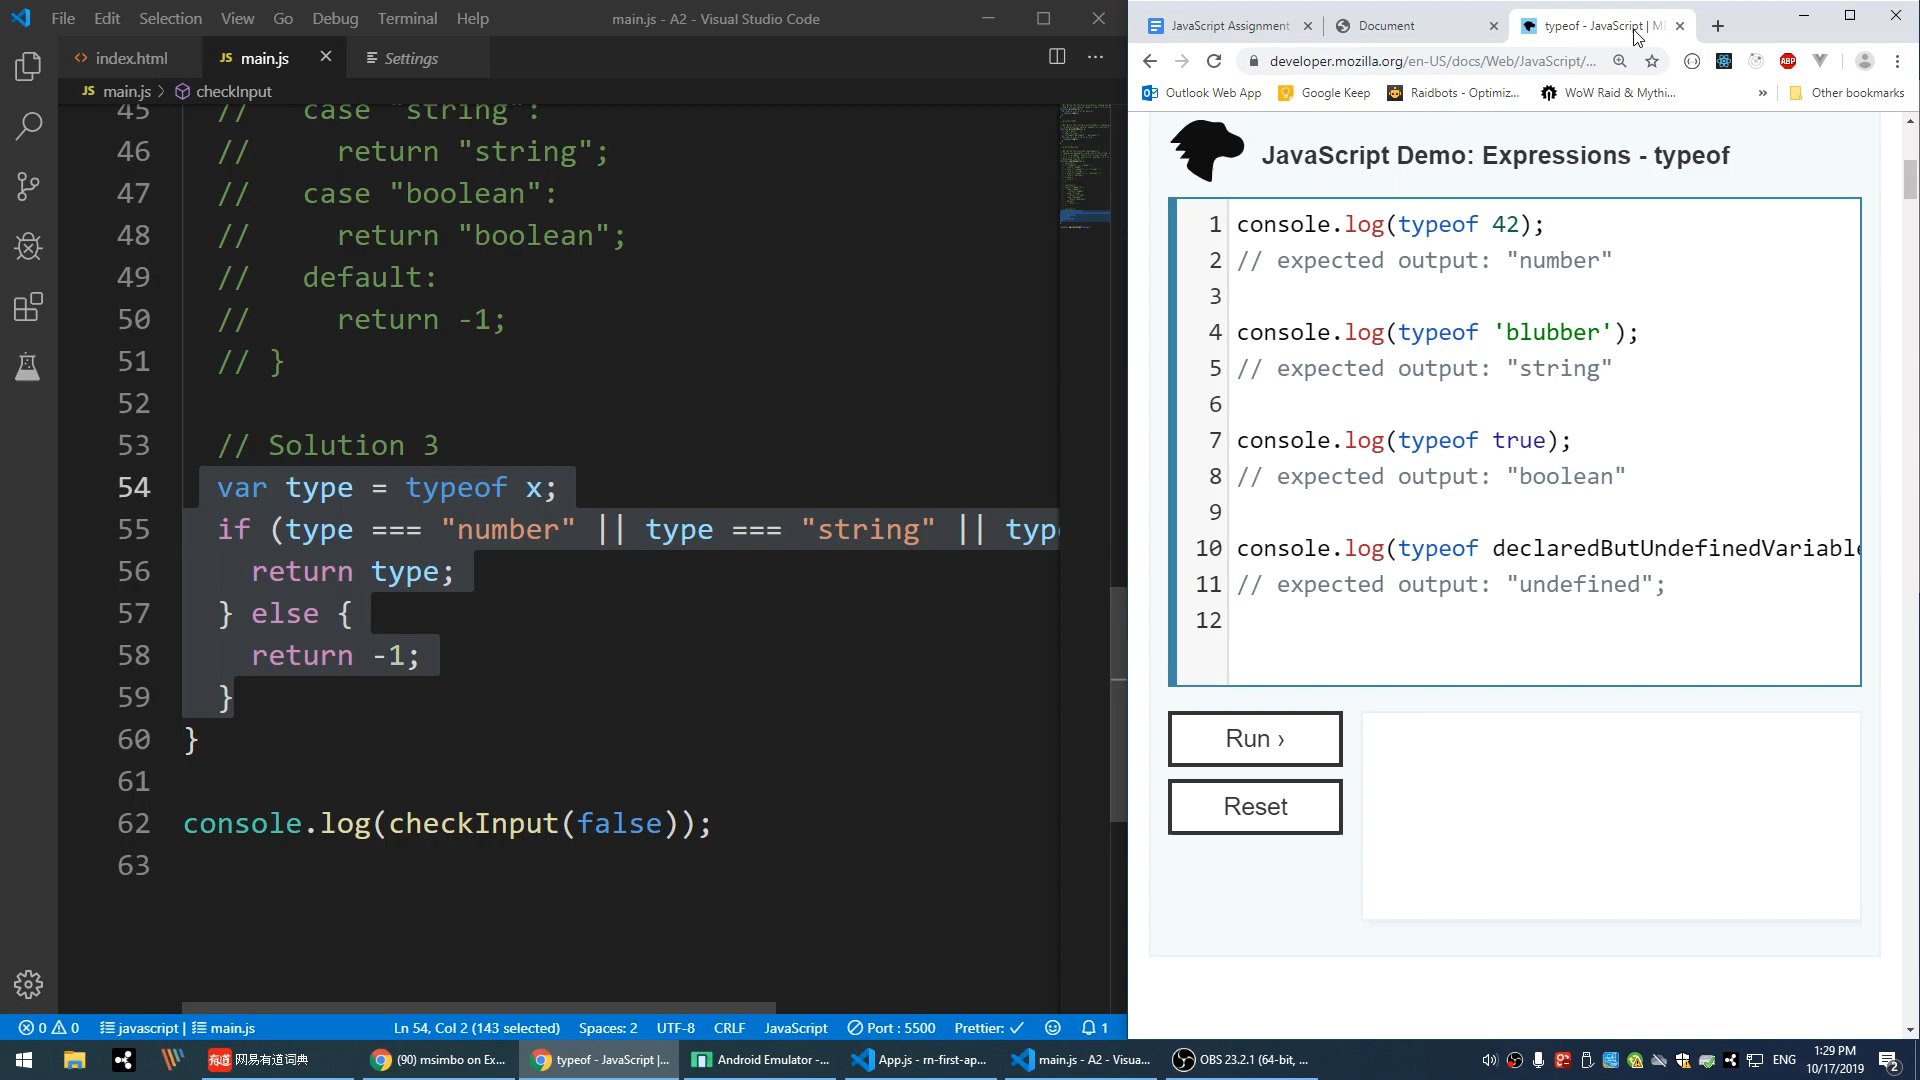 File Edit Selection View Go Debug Terminal Help
main.js - A2 - Visual Studio Code
index.html
JS main.js
Settings
JS main.js > checkInput
45 // case "string":
46 // return "string";
47 // case "boolean":
48 // return "boolean";
49 // default:
50 // return -1;
51 // }
52
53 // Solution 3
54 var type = typeof x;
55 if (type === "number" || type === "string" || typ
56 return type;
57 } else {
58 return -1;
59 }
60 }
61
62 console.log(checkInput(false));
63
0 0 javascript | main.js
Ln 54, Col 2 (143 selected) Spaces: 2 UTF-8 CRLF JavaScript Port : 5500 Prettier: ✓ 1
JavaScript Assignment
Document
typeof - JavaScript | M
developer.mozilla.org/en-US/docs/Web/JavaScript/...
ABP
Outlook Web App
Google Keep
Raidbots - Optimiz...
WoW Raid & Mythi...
»
Other bookmarks
JavaScript Demo: Expressions - typeof
1 console.log(typeof 42);
2 // expected output: "number"
3
4 console.log(typeof 'blubber');
5 // expected output: "string"
6
7 console.log(typeof true);
8 // expected output: "boolean"
9
10 console.log(typeof declaredButUndefinedVariable
11 // expected output: "undefined";
12
Run ›
Reset
有道 网易有道词典
(90) msimbo on Ex...
typeof - JavaScript |...
Android Emulator -...
App.js - rn-first-ap...
main.js - A2 - Visua...
OBS 23.2.1 (64-bit, ...
ENG
1:29 PM
10/17/2019
2